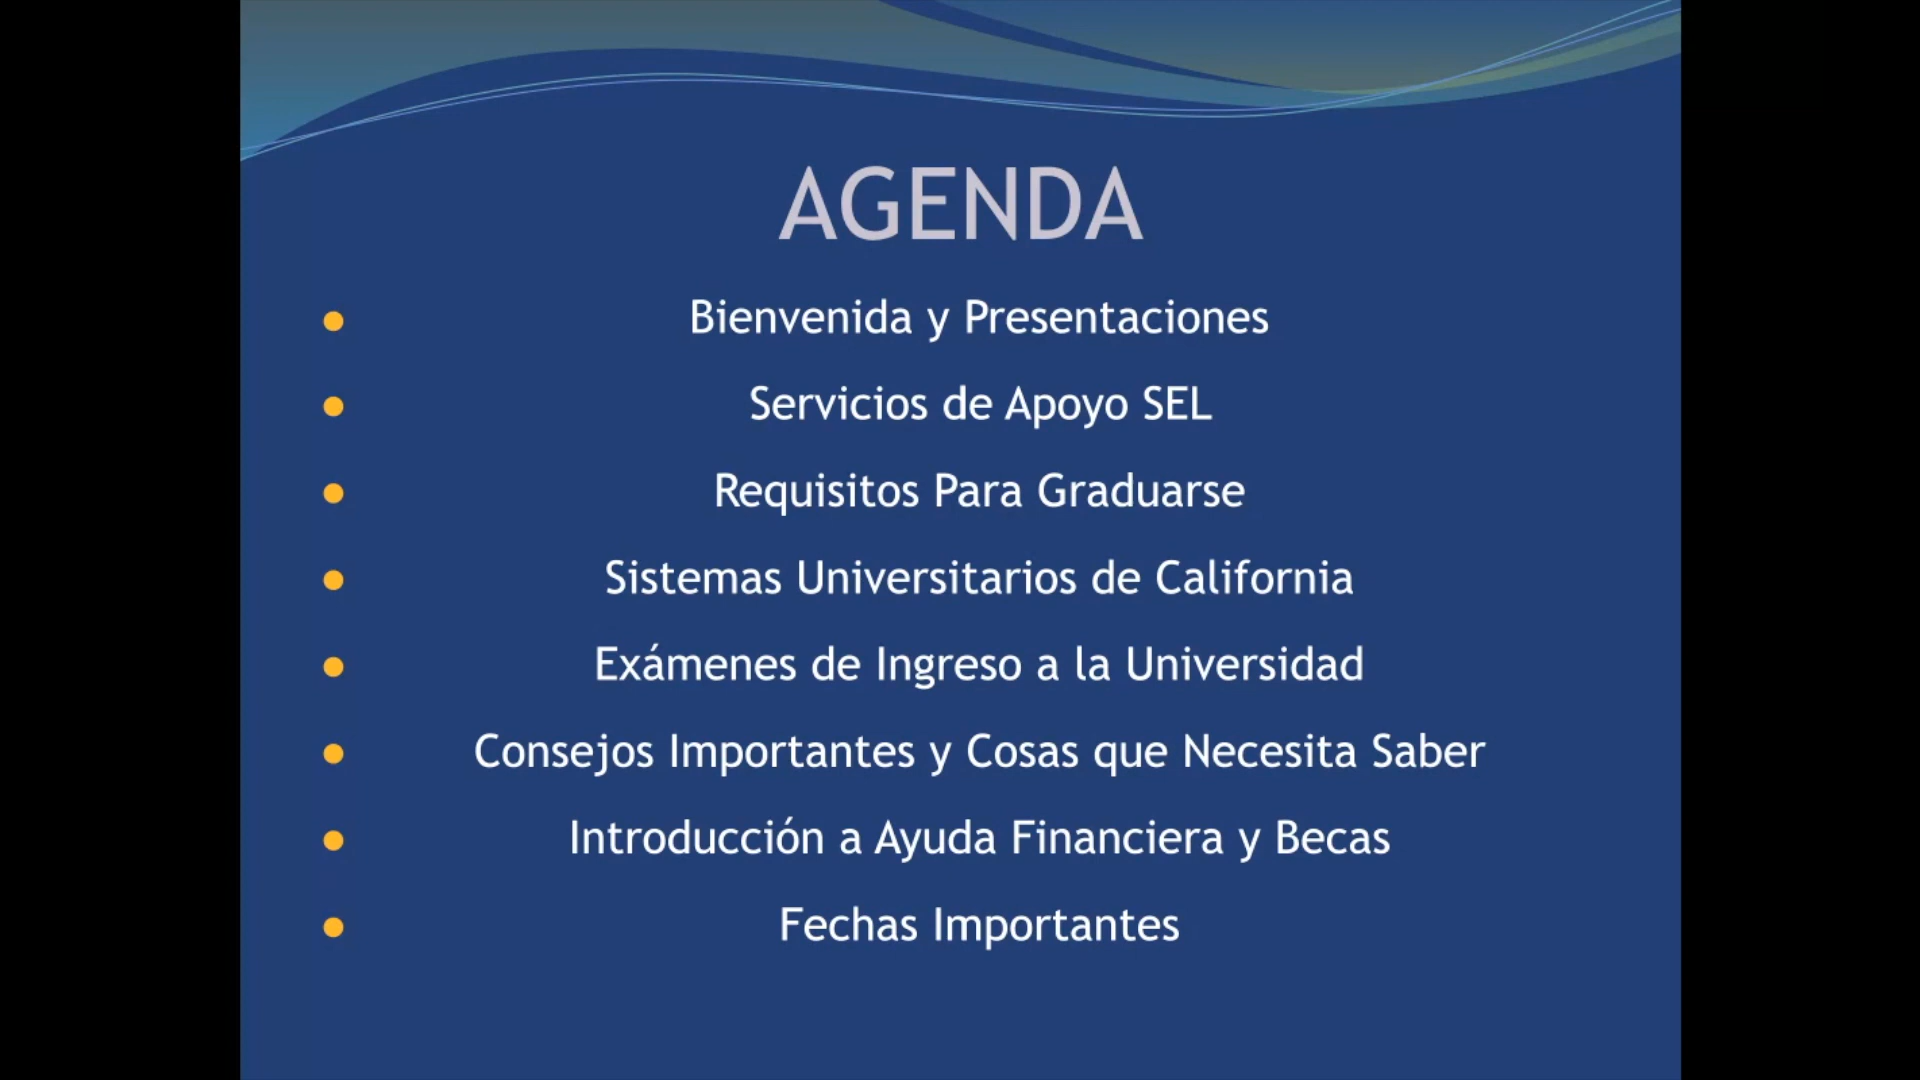 AGENDA
Bienvenida y Presentaciones
Servicios de Apoyo SEL
Requisitos Para Graduarse
Sistemas Universitarios de California
Exámenes de Ingreso a la Universidad
Consejos Importantes y Cosas que Necesita Saber
Introducción a Ayuda Financiera y Becas
Fechas Importantes